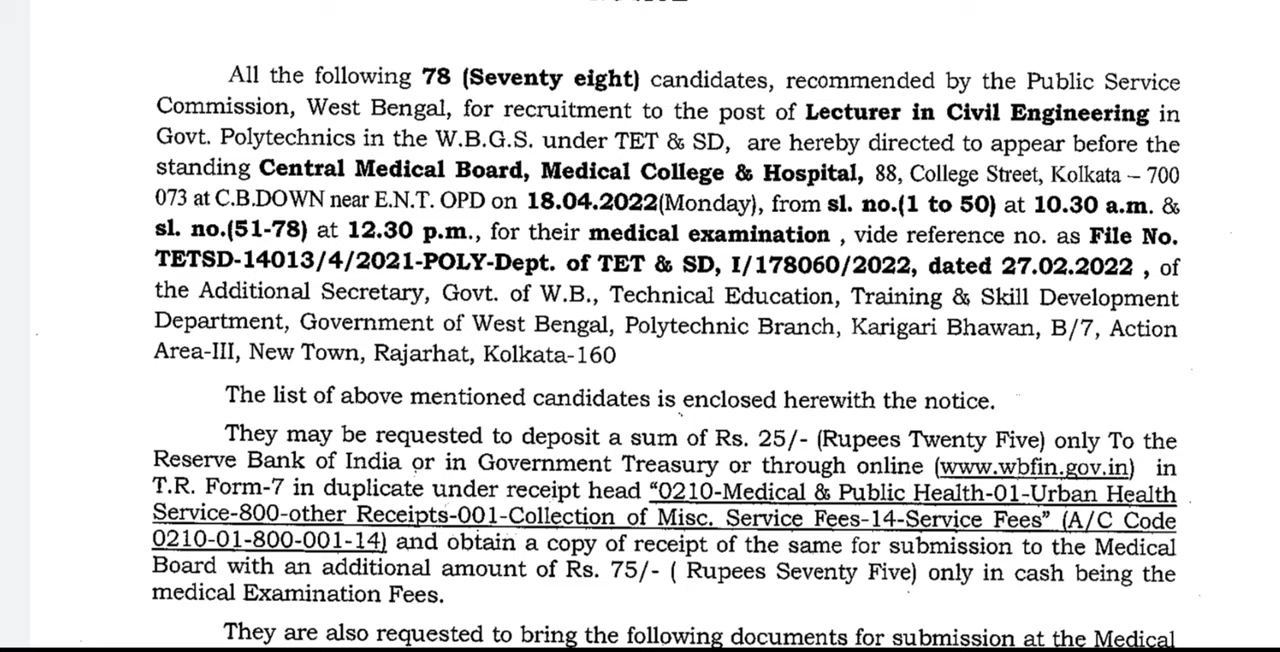 All the following 78 (Seventy eight) candidates, recommended by the Public Service
Commission, West Bengal, for recruitment to the post of Lecturer in Civil Engineering in
Govt. Polytechnics in the W.B.G.S. under TET & SD, are hereby directed to appear before the
standing Central Medical Board, Medical College & Hospital, 88, College Street, Kolkata – 700
073 at C.B.DOWN near E.N.T. OPD on 18.04.2022(Monday), from sl. no.(1 to 50) at 10.30 a.m. &
sl. no.(51-78) at 12.30 p.m., for their medical examination , vide reference no. as File No.
TETSD-14013/4/2021-POLY-Dept. of TET & SD, I/178060/2022, dated 27.02.2022 , of
the Additional Secretary, Govt. of W.B., Technical Education, Training & Skill Development
Department, Government of West Bengal, Polytechnic Branch, Karigari Bhawan, B/7, Action
Area-III, New Town, Rajarhat, Kolkata-160
The list of above mentioned candidates is enclosed herewith the notice.
They may be requested to deposit a sum of Rs. 25/- (Rupees Twenty Five) only To the
Reserve Bank of India or in Government Treasury or through online (www.wbfin.gov.in) in
T.R. Form-7 in duplicate under receipt head “0210-Medical & Public Health-01-Urban Health
Service-800-other Receipts-001-Collection of Misc. Service Fees-14-Service Fees” (A/C Code
0210-01-800-001-14) and obtain a copy of receipt of the same for submission to the Medical
Board with an additional amount of Rs. 75/- ( Rupees Seventy Five) only in cash being the
medical Examination Fees.
They are also requested to bring the following documents for submission at the Medical